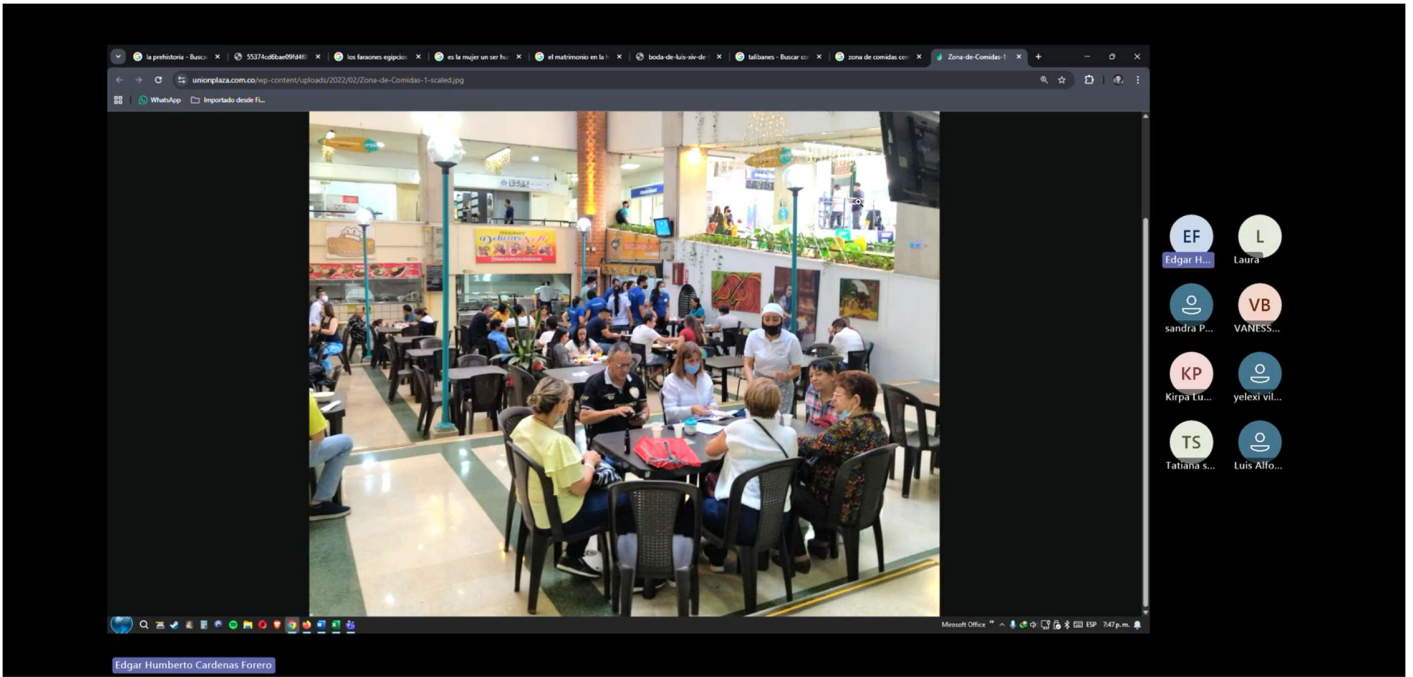 la prehistoria - Busca
55374cd6bae09fd4f
los faraones egipcios
es la mujer un ser hu
el matrimonio en la
boda-de-luis-xiv-de-
talibanes - Buscar co
zona de comidas cen
Zona-de-Comidas-1
unionplaza.com.co/wp-content/uploads/2022/02/Zona-de-Comidas-1-scaled.jpg
WhatsApp
Importado desde Fi...
EF
Edgar H...
L
Laura
sandra P...
VB
VANESS...
KP
Kirpa Lu...
yelexi vil...
TS
Tatiana s...
Luis Alfo...
Microsoft Office
ESP
7:47 p. m.
Edgar Humberto Cardenas Forero